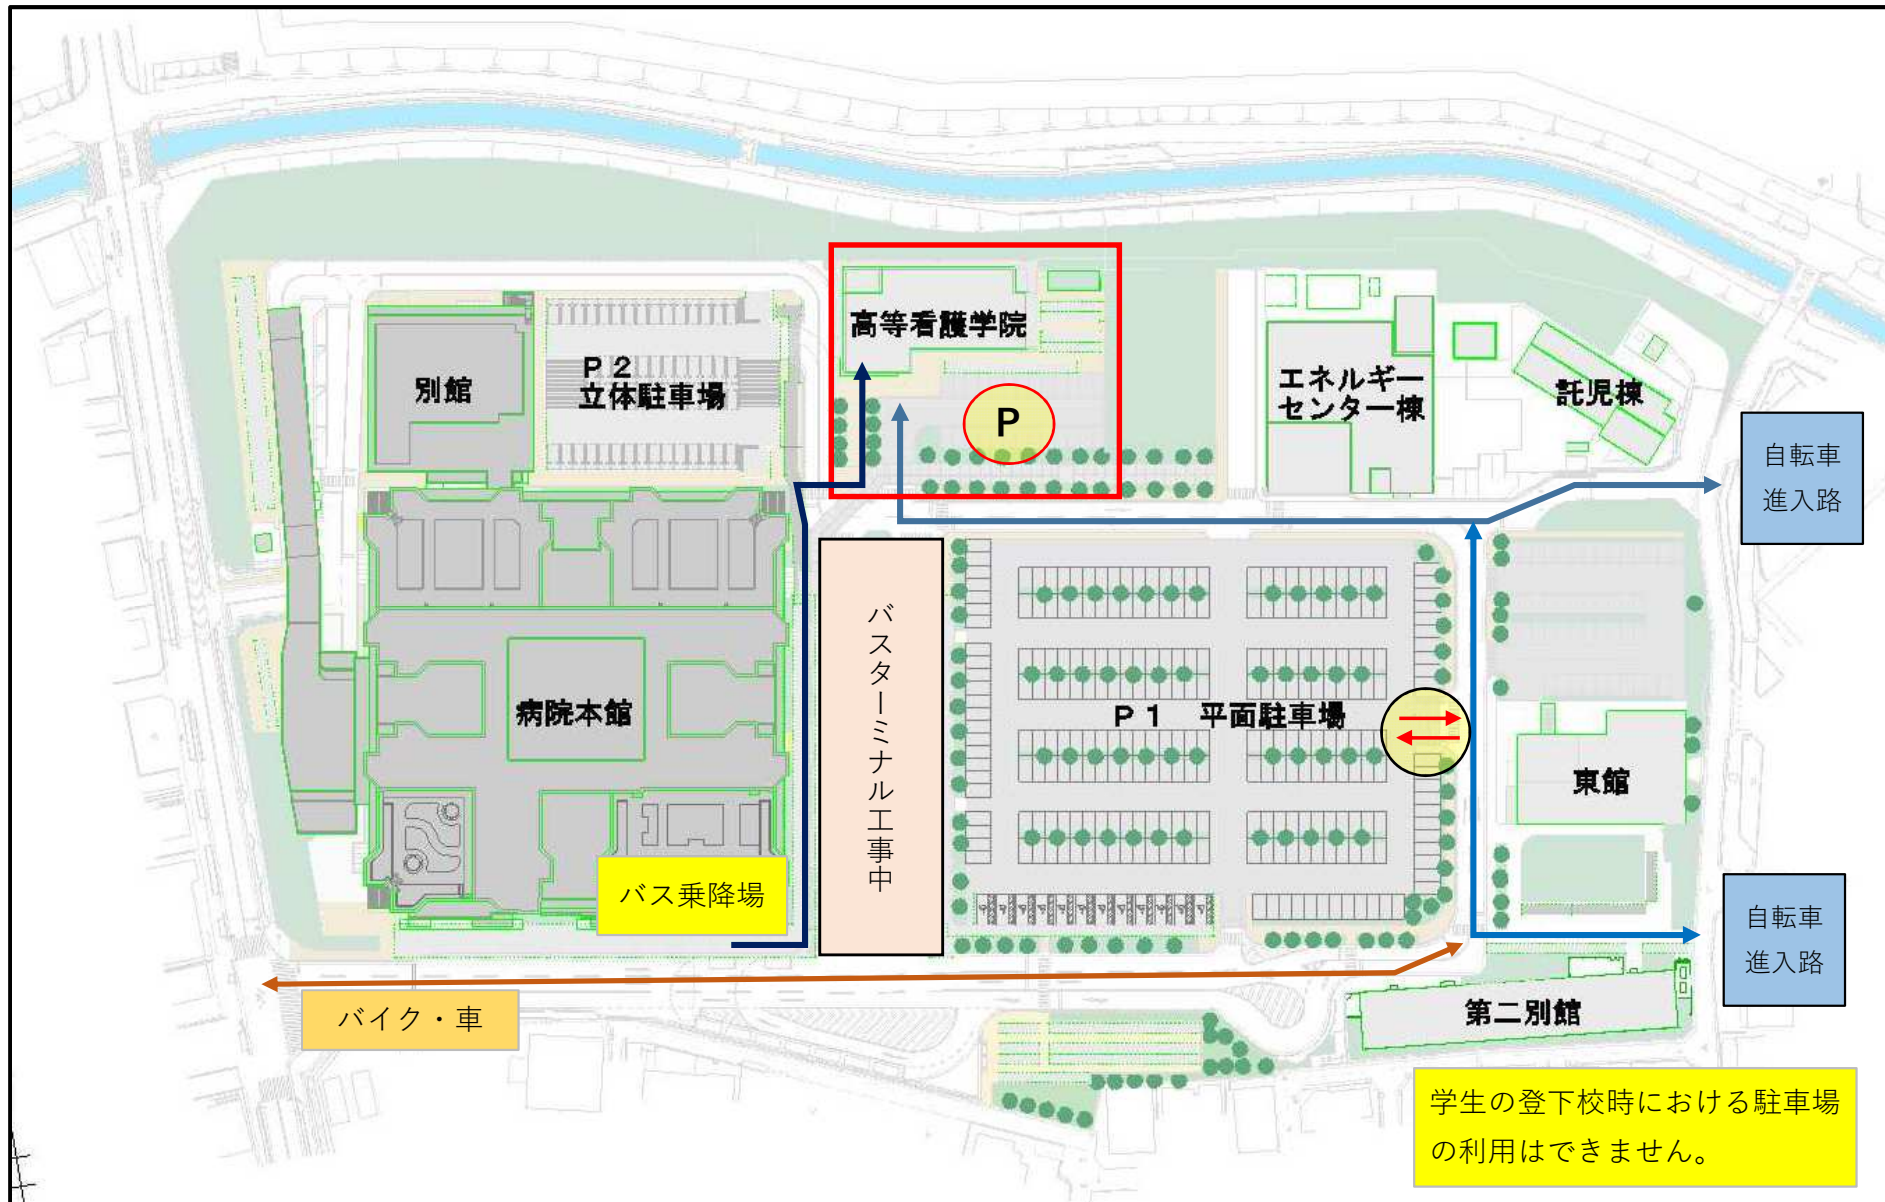 高等看護学院
Ｐ２
立体駐車場
別館
P
エネルギー
センター棟
託児棟
自転車
進入路
バスターミナル工事中
病院本館
Ｐ１　平面駐車場
東館
バス乗降場
自転車
進入路
バイク・車
第二別館
学生の登下校時における駐車場
の利用はできません。